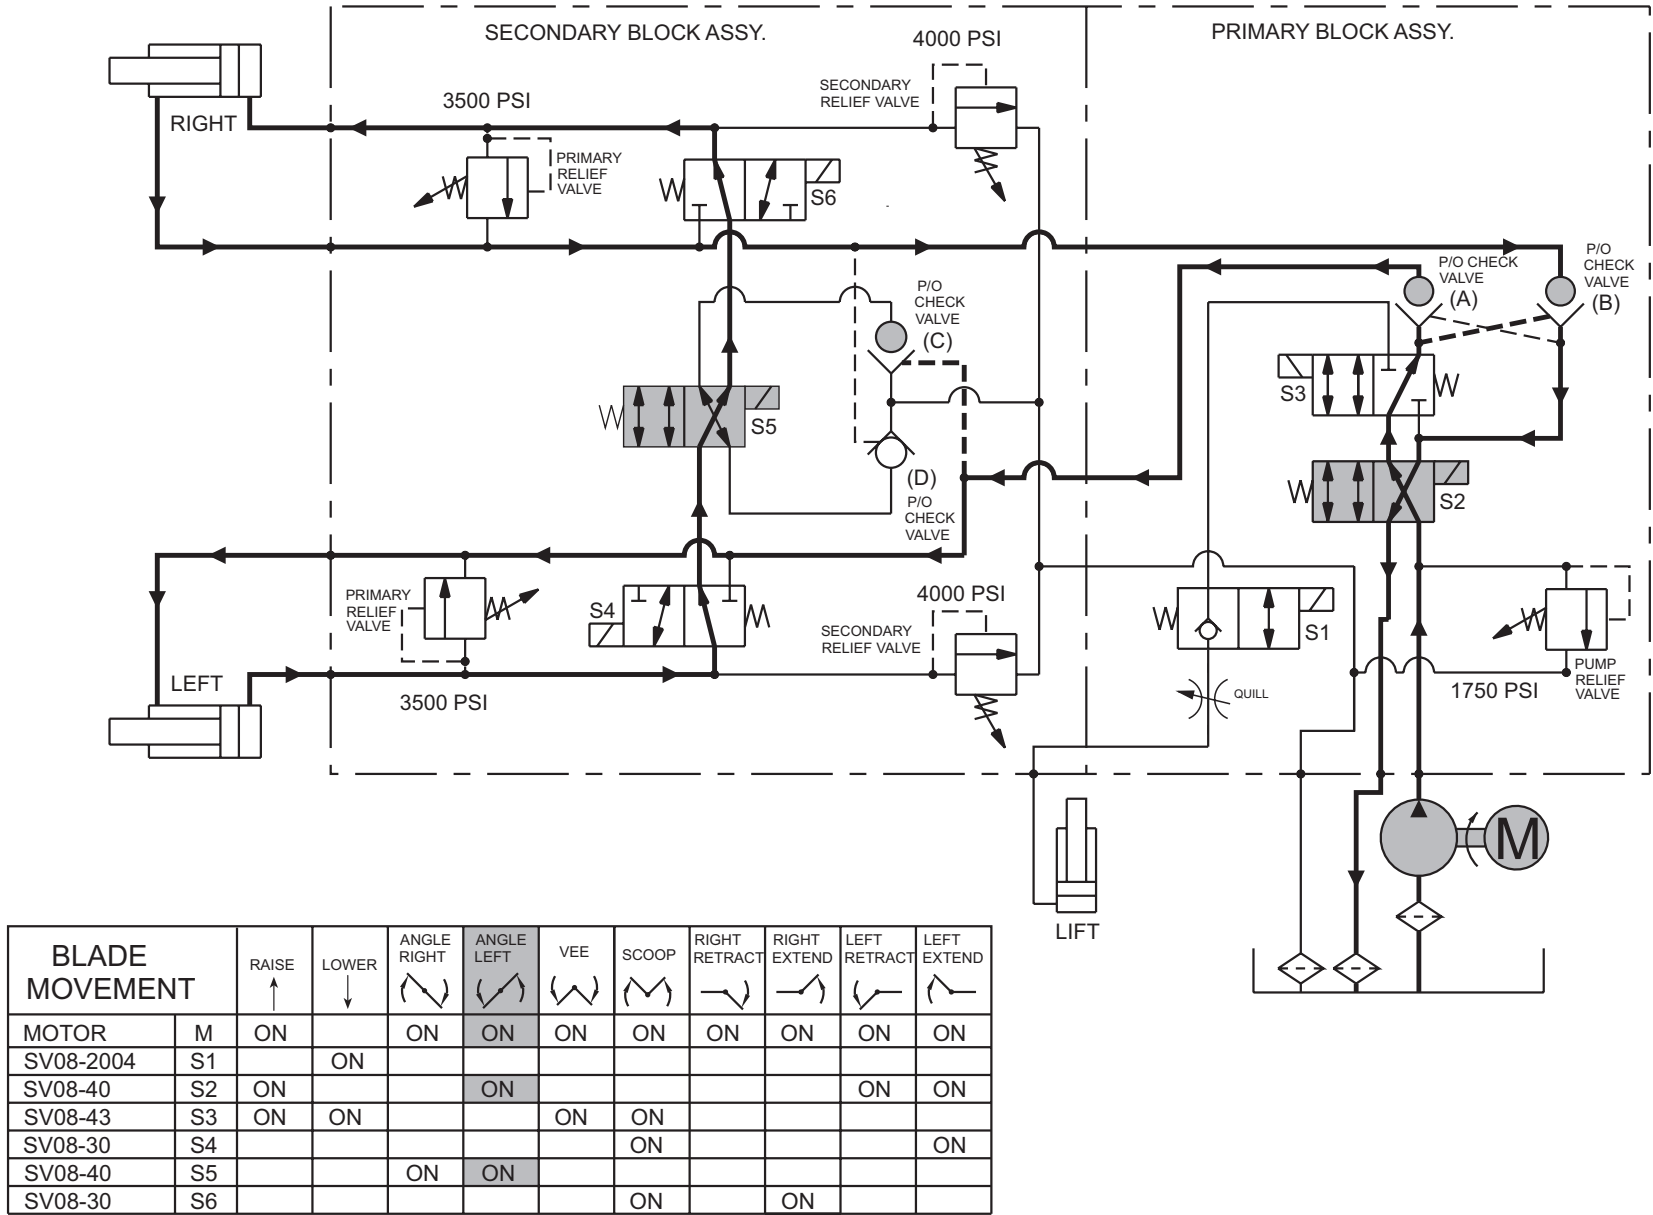 SECONDARY BLOCK ASSY.
PRIMARY BLOCK ASSY.
4000 PSI
SECONDARY
RELIEF VALVE
3500 PSI
RIGHT
PRIMARY
RELIEF
VALVE
S6
P/O
CHECK
VALVE
(C)
P/O CHECK
VALVE
(A)
P/O
CHECK
VALVE
(B)
S3
S5
S2
(D)
P/O
CHECK
VALVE
PRIMARY
RELIEF
VALVE
S4
4000 PSI
SECONDARY
RELIEF VALVE
S1
LEFT
3500 PSI
QUILL
1750 PSI
PUMP
RELIEF
VALVE
M
LIFT
BLADE
MOVEMENT
RAISE
LOWER
ANGLE
RIGHT
ANGLE
LEFT
VEE
SCOOP
RIGHT
RETRACT
RIGHT
EXTEND
LEFT
RETRACT
LEFT
EXTEND
MOTOR M ON ON ON ON ON ON ON ON ON
SV08-2004 S1 ON
SV08-40 S2 ON ON ON ON
SV08-43 S3 ON ON ON ON
SV08-30 S4 ON ON
SV08-40 S5 ON ON
SV08-30 S6 ON ON